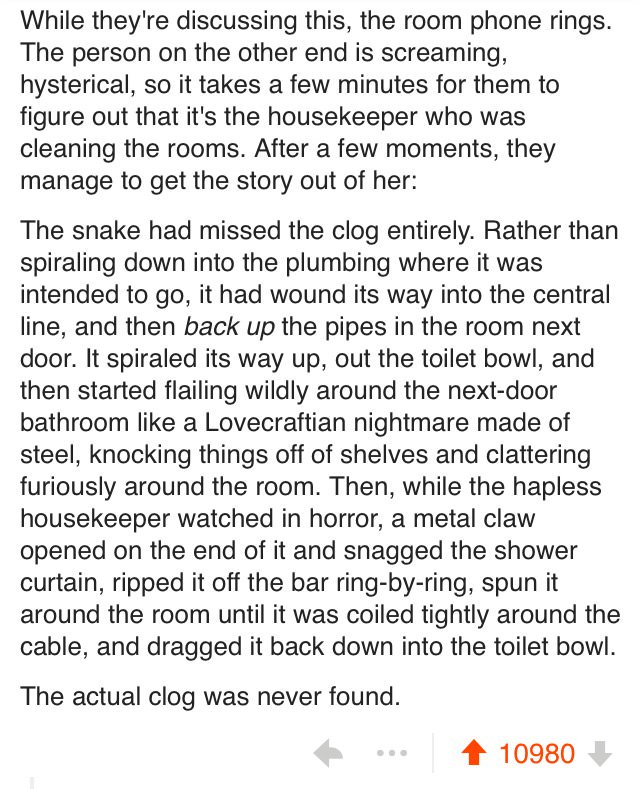 While they're discussing this, the room phone rings.
The person on the other end is screaming,
hysterical, so it takes a few minutes for them to
figure out that it's the housekeeper who was
cleaning the rooms. After a few moments, they
manage to get the story out of her:
The snake had missed the clog entirely. Rather than
spiraling down into the plumbing where it was
intended to go, it had wound its way into the central
line, and then back up the pipes in the room next
door. It spiraled its way up, out the toilet bowl, and
then started flailing wildly around the next-door
bathroom like a Lovecraftian nightmare made of
steel, knocking things off of shelves and clattering
furiously around the room. Then, while the hapless
housekeeper watched in horror, a metal claw
opened on the end of it and snagged the shower
curtain, ripped it off the bar ring-by-ring, spun it
around the room until it was coiled tightly around the
cable, and dragged it back down into the toilet bowl.
The actual clog was never found.
10980